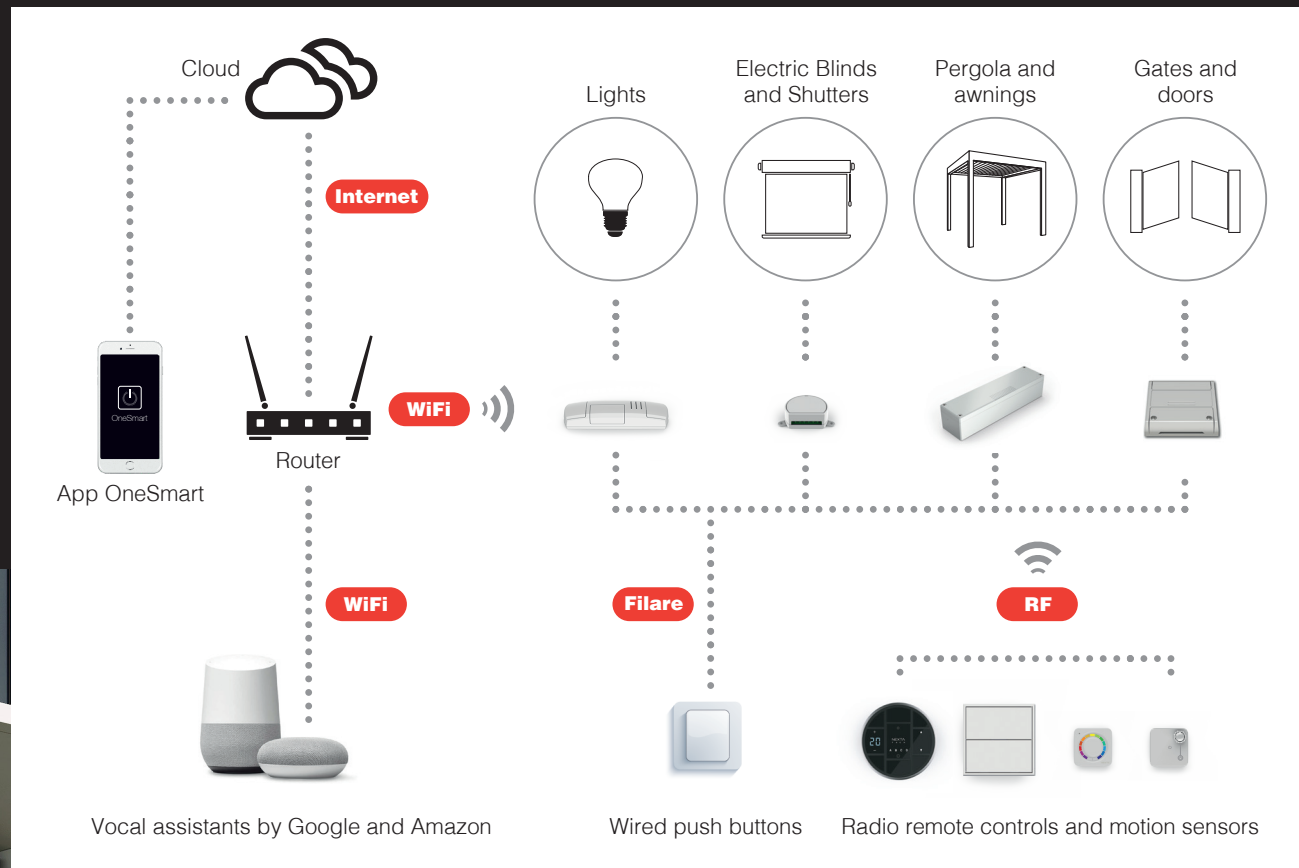 Cloud
Electric Blinds
and Shutters
Pergola and
awnings
Gates and
doors
Lights
Internet
WiFi
OneSmart
Router
App OneSmart
WiFi
Filare
RF
20
Vocal assistants by Google and Amazon
Wired push buttons
Radio remote controls and motion sensors